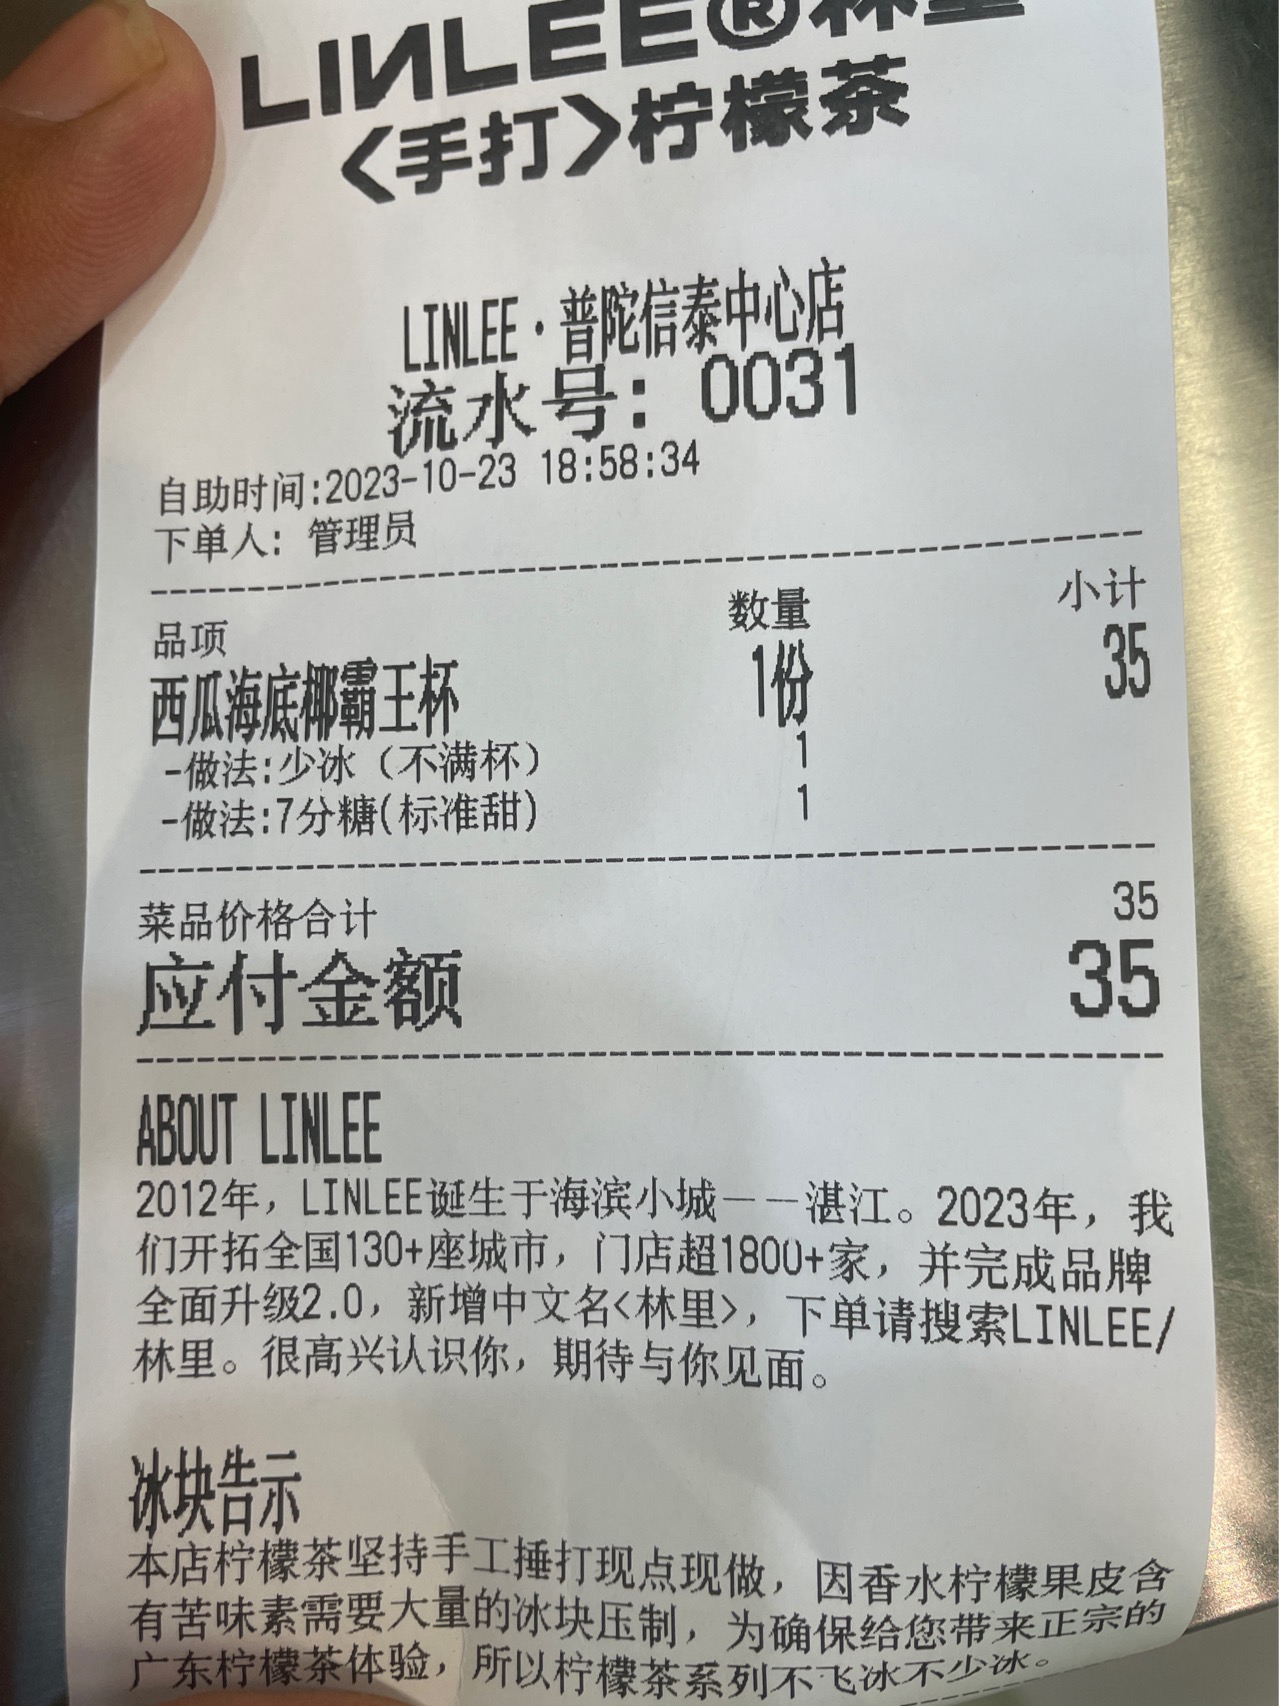 LINLEE®林里
<手打>柠檬茶
LINLEE·普陀信泰中心店
流水号: 0031
自助时间:2023-10-23 18:58:34
下单人: 管理员
品项 数量 小计
西瓜海底椰霸王杯 1份 35
-做法:少冰（不满杯） 1
-做法:7分糖(标准甜) 1
菜品价格合计 35
应付金额 35
ABOUT LINLEE
2012年，LINLEE诞生于海滨小城——湛江。2023年，我
们开拓全国130+座城市，门店超1800+家，并完成品牌
全面升级2.0，新增中文名<林里>，下单请搜索LINLEE/
林里。很高兴认识你，期待与你见面。
冰块告示
本店柠檬茶坚持手工捶打现点现做，因香水柠檬果皮含
有苦味素需要大量的冰块压制，为确保给您带来正宗的
广东柠檬茶体验，所以柠檬茶系列不飞冰不少冰。